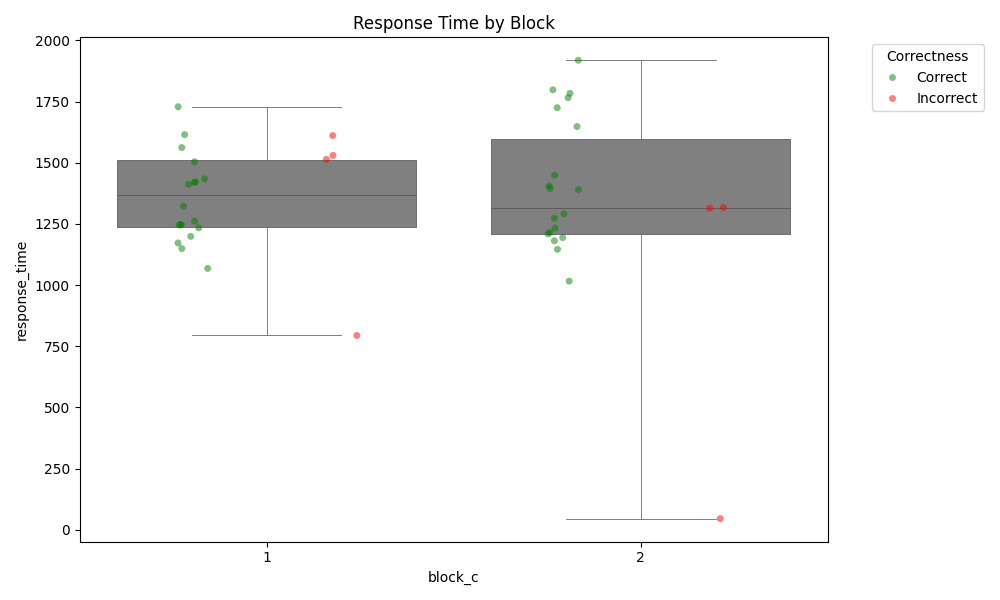 Response Time by Block
Correctness
Correct
Incorrect
response_time
2000
1750
1500
1250
1000
750
500
250
0
1
2
block_c